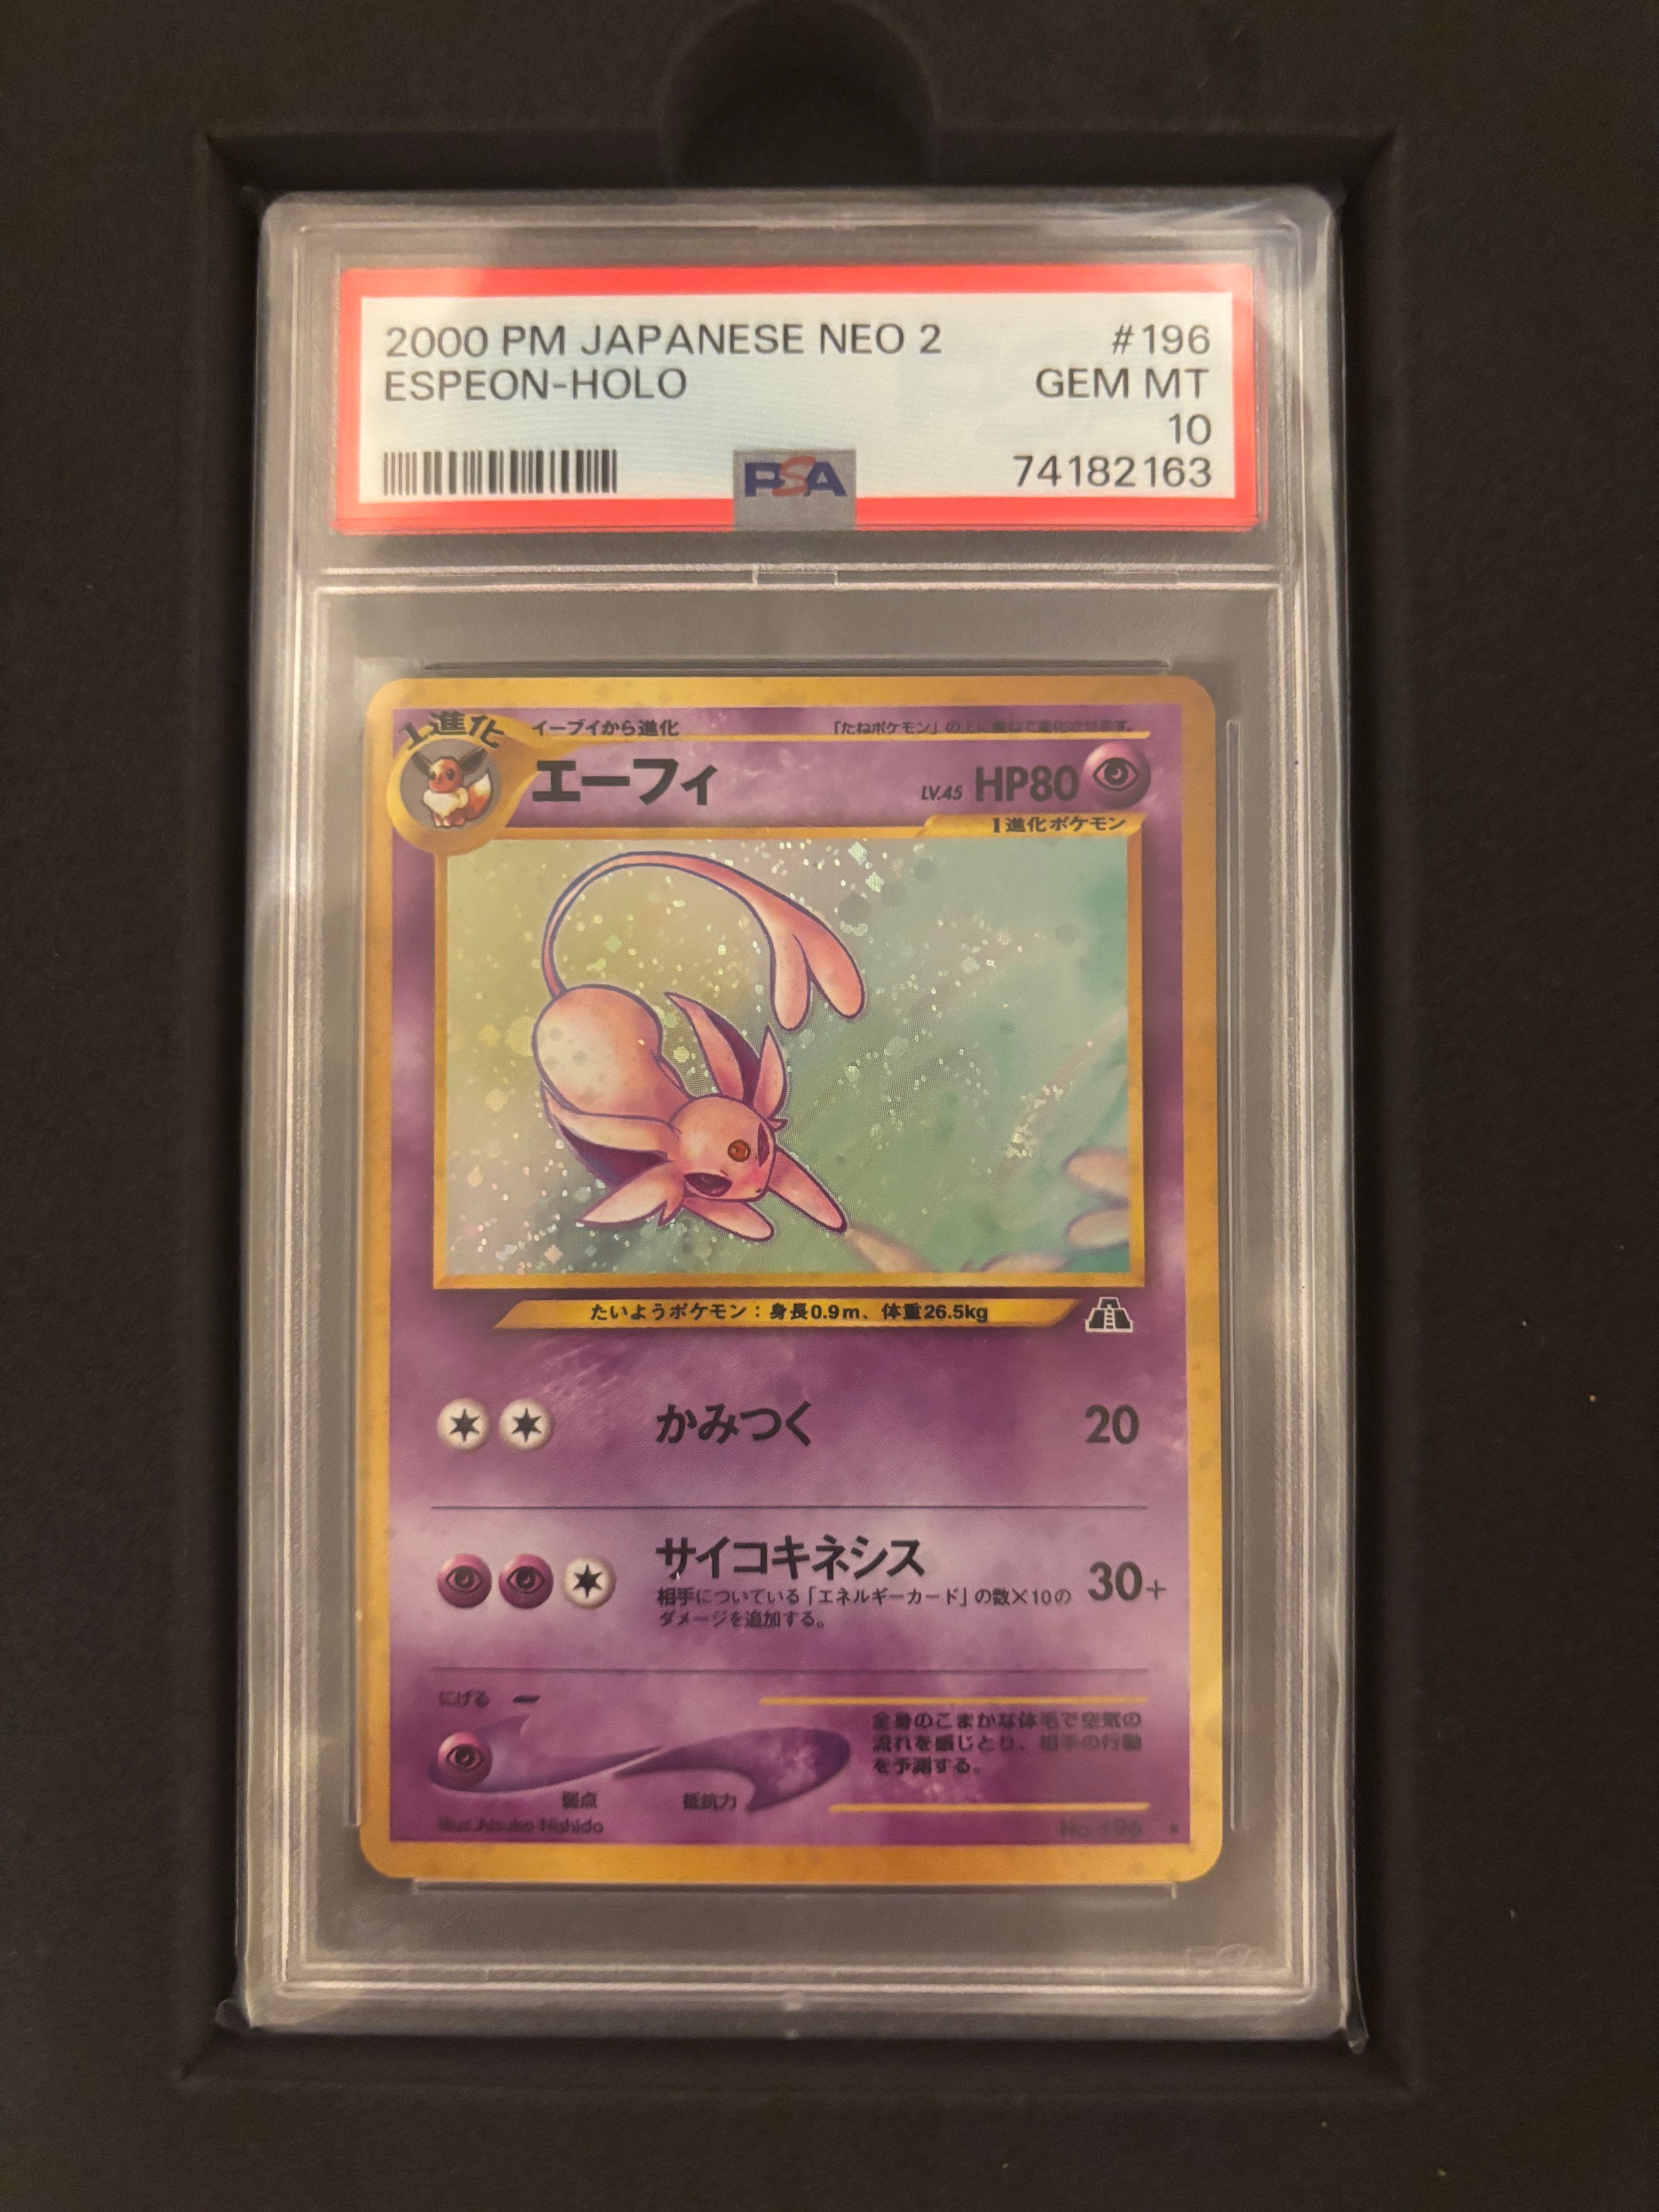 2000 PM JAPANESE NEO 2 #196
ESPEON-HOLO GEM MT
10
PSA 74182163
1進化
イーブイから進化 「たねポケモン」の上に重ねて進化させます。
エーフィ LV.45 HP80
1進化ポケモン
たいようポケモン：身長0.9m、体重26.5kg
かみつく 20
サイコキネシス
相手についている「エネルギーカード」の数×10の 30+
ダメージを追加する。
にげる
全身のこまかな体毛で空気の
流れを感じとり、相手の行動
を予測する。
弱点 抵抗力
Illus. Atsuko Nishida No. 196